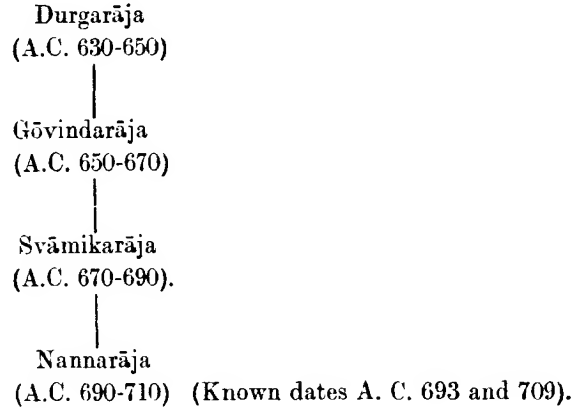 Durgarāja
(A.C. 630-650)
Gōvindarāja
(A.C. 650-670)
Svāmikarāja
(A.C. 670-690).
Nannarāja
(A.C. 690-710) (Known dates A. C. 693 and 709).